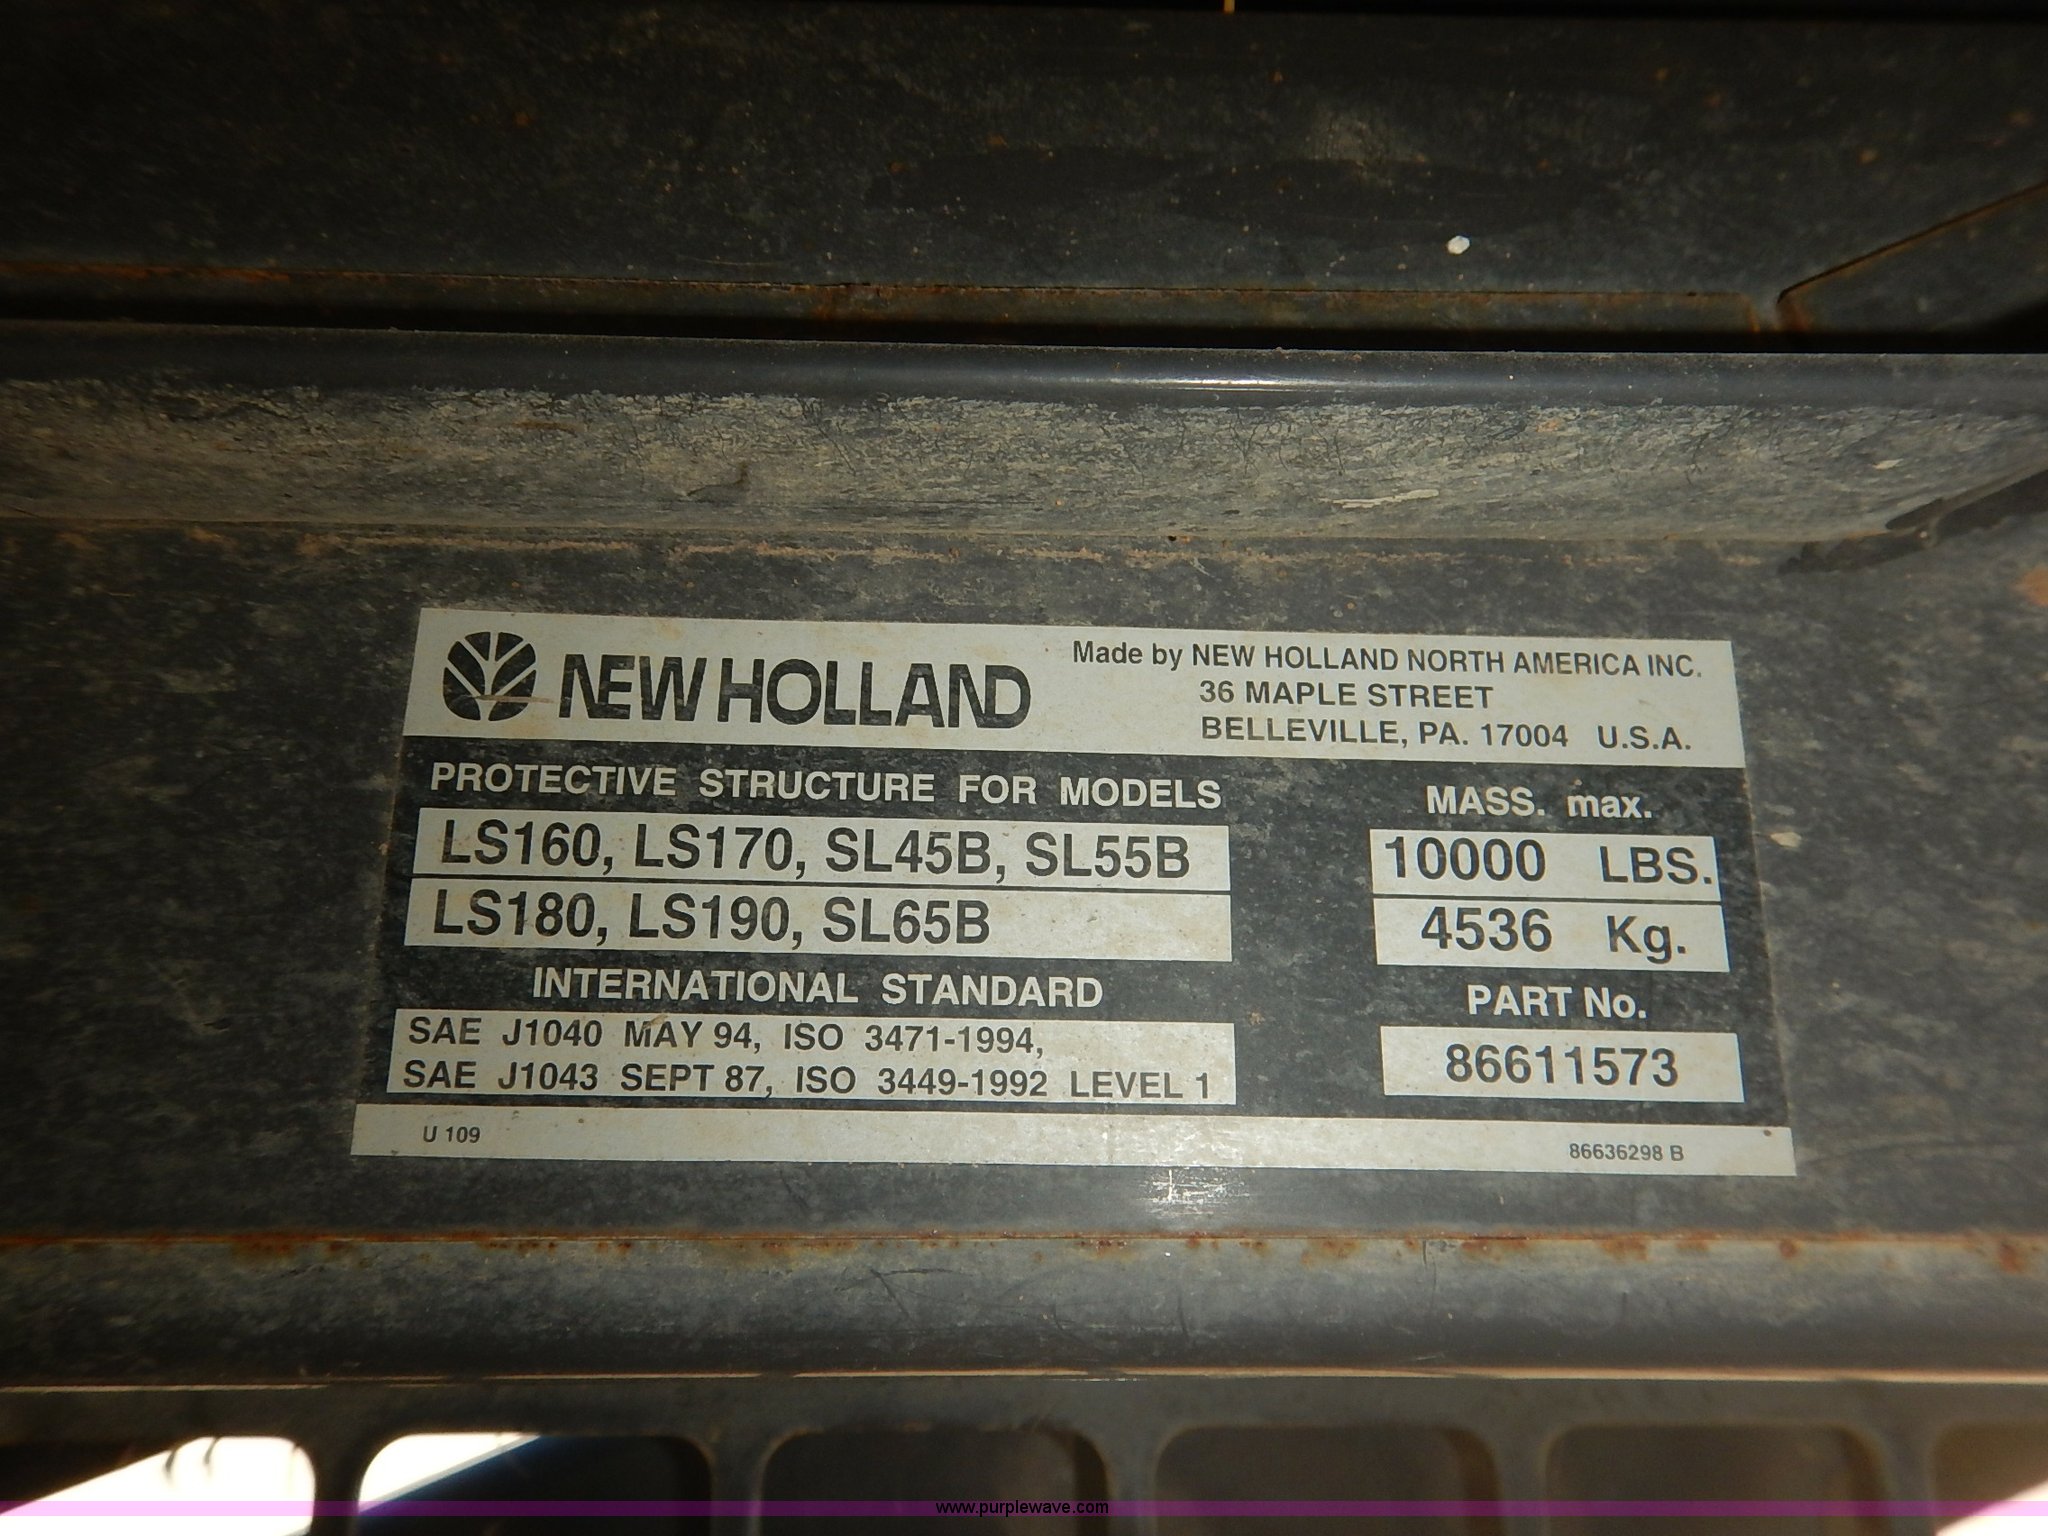 NEW HOLLAND
Made by NEW HOLLAND NORTH AMERICA INC.
36 MAPLE STREET
BELLEVILLE, PA. 17004 U.S.A.
PROTECTIVE STRUCTURE FOR MODELS
LS160, LS170, SL45B, SL55B
LS180, LS190, SL65B
MASS. max.
10000 LBS.
4536 Kg.
INTERNATIONAL STANDARD
SAE J1040 MAY 94, ISO 3471-1994,
SAE J1043 SEPT 87, ISO 3449-1992 LEVEL 1
PART No.
86611573
U 109
86636298 B
www.purplewave.com